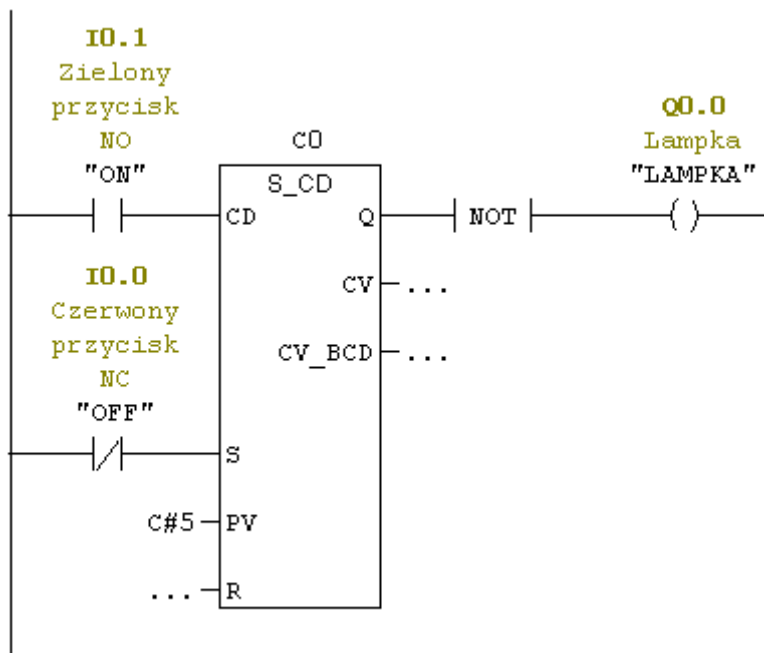 I0.1
Zielony
przycisk
NO
"ON"
C0
S_CD
CD
Q
NOT
Q0.0
Lampka
"LAMPKA"
CV
...
CV_BCD
...
I0.0
Czerwony
przycisk
NC
"OFF"
S
C#5
PV
...
R